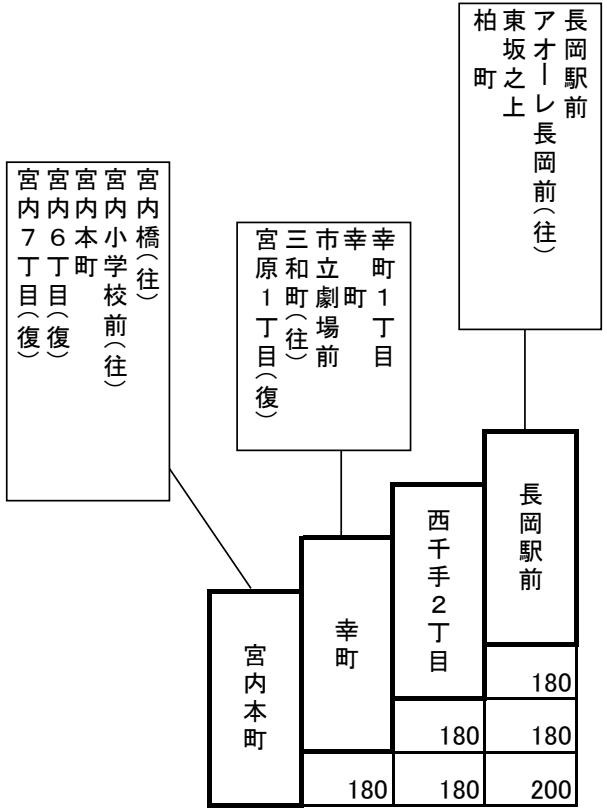 長岡駅前
アオーレ長岡前(往)
東坂之上
柏町
幸町1丁目
幸町
市立劇場前
三和町(往)
宮原1丁目(復)
宮内橋(往)
宮内小学校前(往)
宮内本町
宮内6丁目(復)
宮内7丁目(復)
長岡駅前
西千手2丁目
幸町
宮内本町
180
180 180
180 180 200